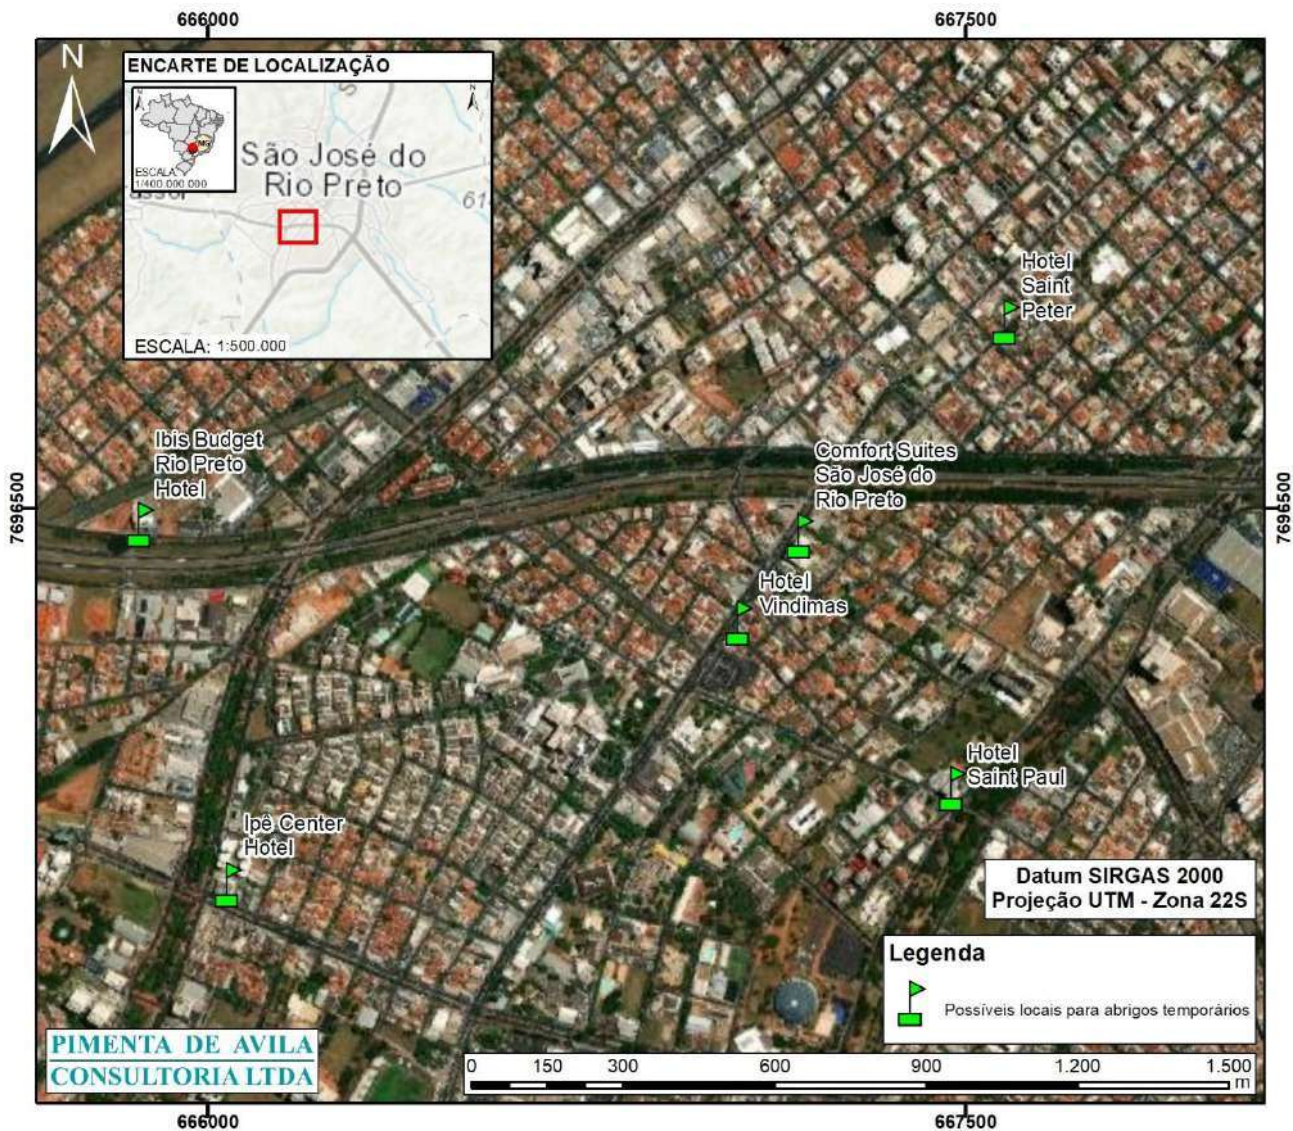 666000
667500
N
ENCARTE DE LOCALIZAÇÃO
N
MG
ESCALA
1/400.000.000
São José do
Rio Preto
ESCALA: 1:500.000
Hotel
Saint
Peter
Ibis Budget
Rio Preto
Hotel
Comfort Suites
São José do
Rio Preto
7696500
7696500
Hotel
Vindimas
Hotel
Saint Paul
Ipê Center
Hotel
Datum SIRGAS 2000
Projeção UTM - Zona 22S
Legenda
Possíveis locais para abrigos temporários
PIMENTA DE AVILA
CONSULTORIA LTDA
0 150 300 600 900 1.200 1.500
m
666000
667500